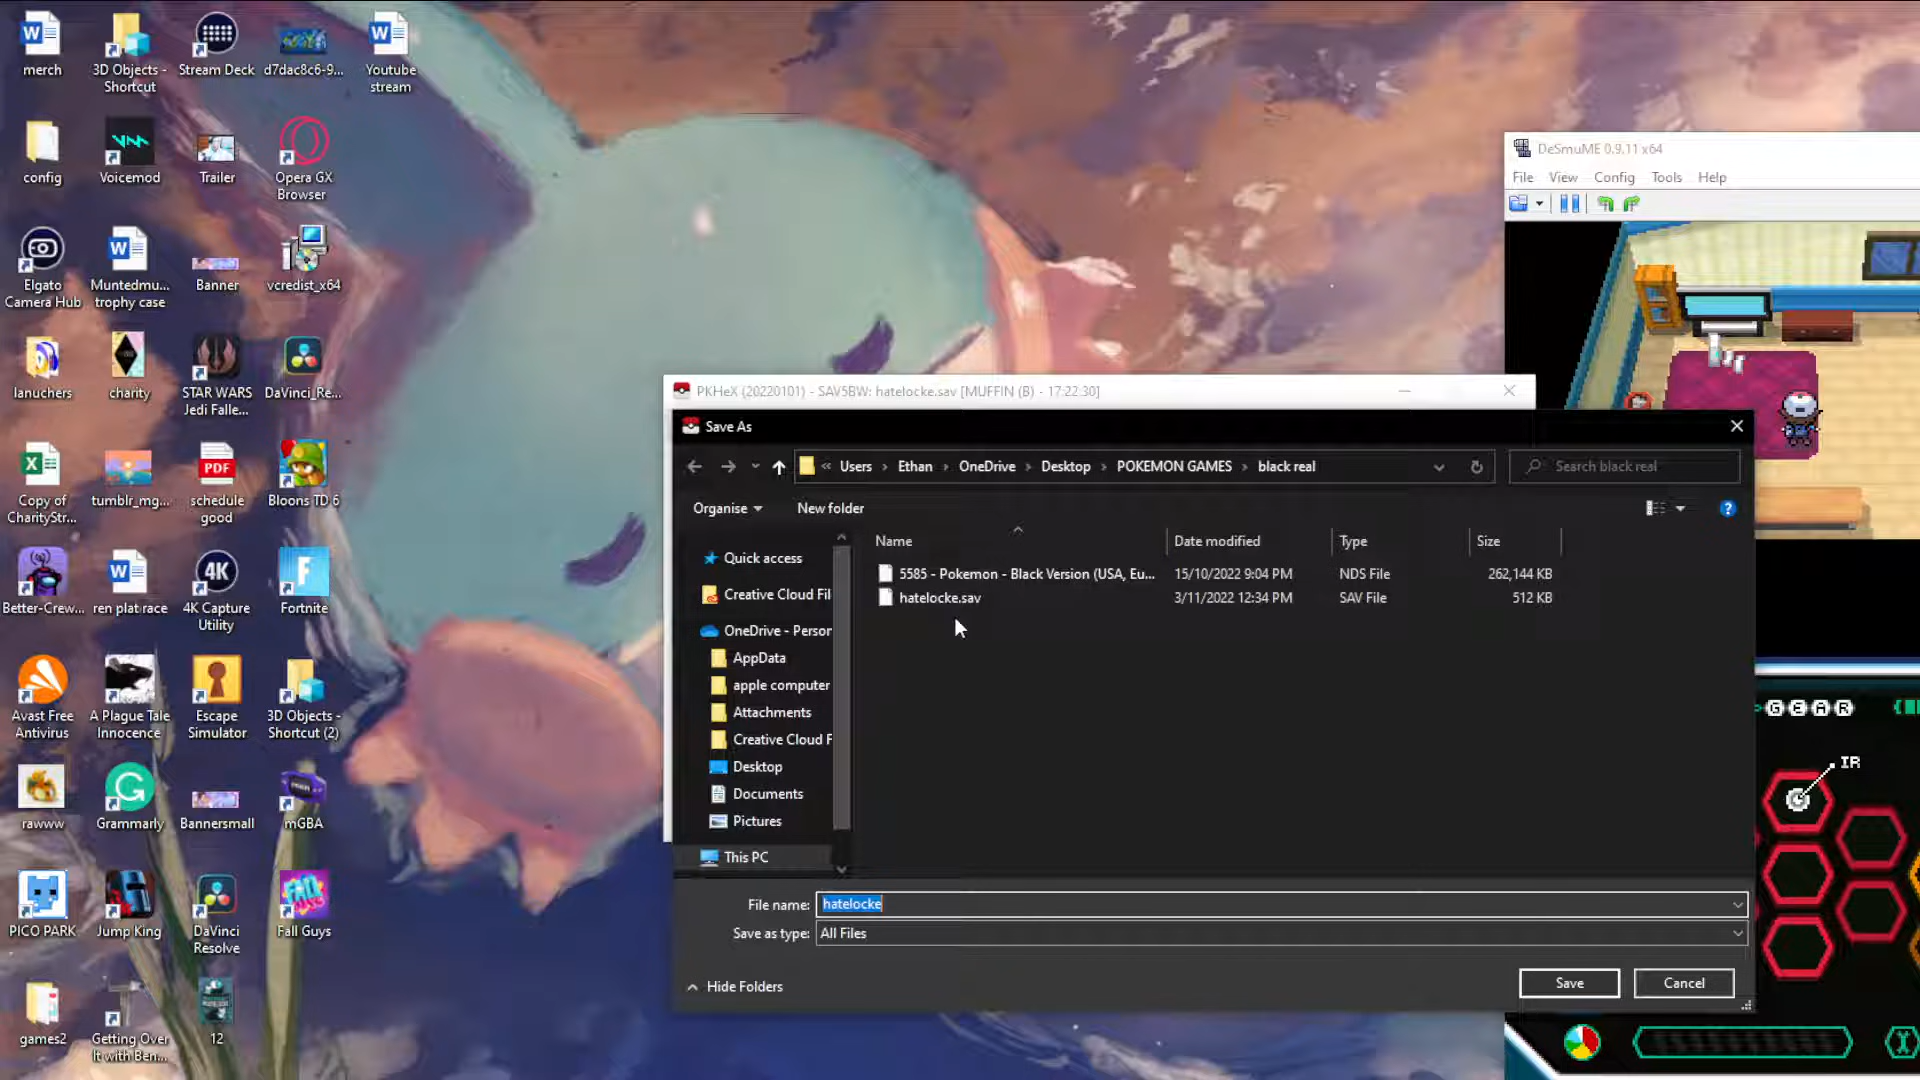 merch
3D Objects -
Shortcut
Stream Deck
d7dac8c6-9...
Youtube
stream
config
Voicemod
Trailer
Opera GX
Browser
Elgato
Camera Hub
Muntedmu...
trophy case
Banner
vcredist_x64
lanuchers
charity
STAR WARS
Jedi Falle...
DaVinci_Re...
Copy of
CharityStr...
tumblr_mg...
PDF
schedule
good
Bloons TD 6
Better-Crew...
ren plat race
4K
4K Capture
Utility
Fortnite
Avast Free
Antivirus
A Plague Tale
Innocence
Escape
Simulator
3D Objects -
Shortcut (2)
rawww
Grammarly
Bannersmall
mGBA
PICO PARK
Jump King
DaVinci
Resolve
Fall Guys
games2
Getting Over
It with Ben...
12
DeSmuME 0.9.11 x64
File View Config Tools Help
PKHeX (20220101) - SAV5BW: hatelocke.sav [MUFFIN (B) - 17:22.30]
Save As
« Users › Ethan › OneDrive › Desktop › POKEMON GAMES › black real
Search black real
Organise
New folder
Name Date modified Type Size
5585 - Pokemon - Black Version (USA, Eu... 15/10/2022 9:04 PM NDS File 262,144 KB
hatelocke.sav 3/11/2022 12:34 PM SAV File 512 KB
Quick access
Creative Cloud Fil
OneDrive - Person
AppData
apple computer
Attachments
Creative Cloud F
Desktop
Documents
Pictures
This PC
File name: hatelocke
Save as type: All Files
Hide Folders
Save
Cancel
GEAR
IR